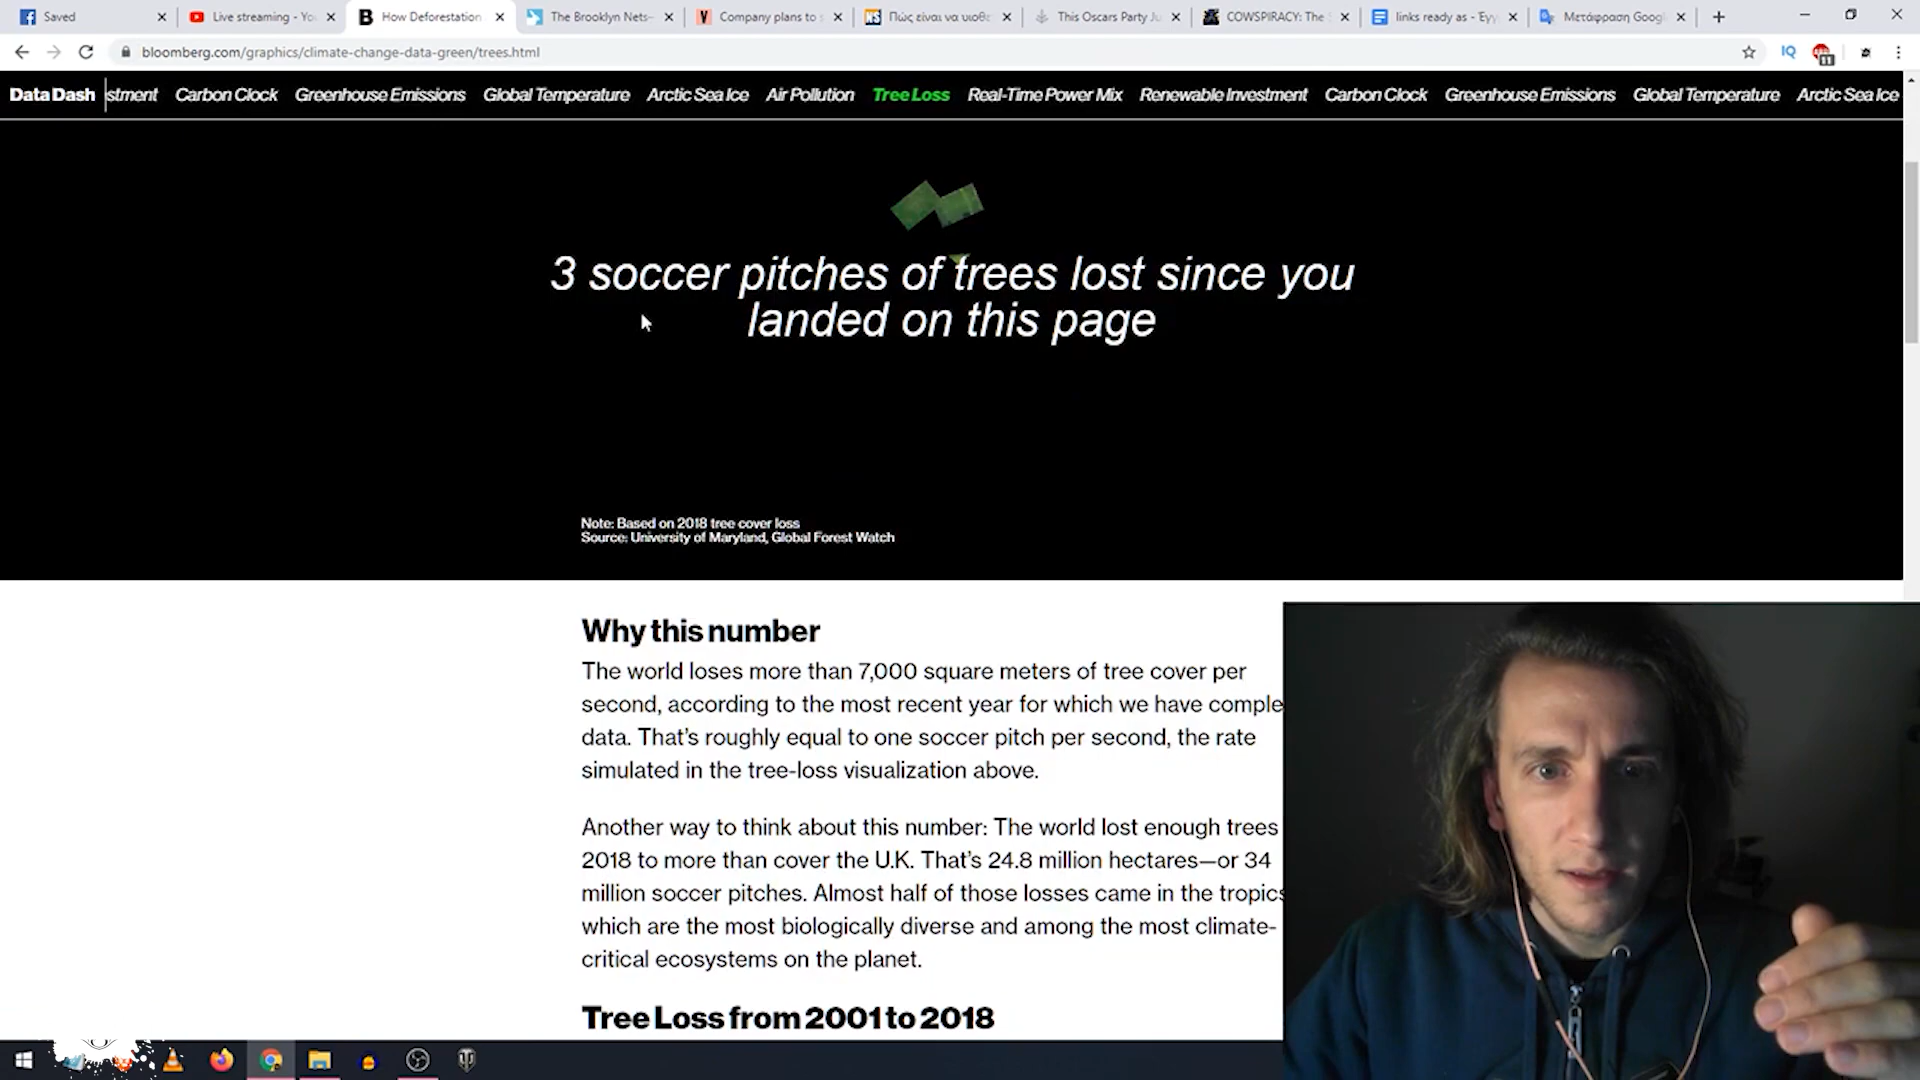 Saved
Live streaming - Yo
How Deforestation
The Brooklyn Nets–
Company plans to s
Πώς είναι να υιοθε
This Oscars Party Ju
COWSPIRACY: The S
links ready as - Έγγ
Μετάφραση Googl
bloomberg.com/graphics/climate-change-data-green/trees.html
IQ
11
Data Dash
stment Carbon Clock Greenhouse Emissions Global Temperature Arctic Sea Ice Air Pollution Tree Loss Real-Time Power Mix Renewable Investment Carbon Clock Greenhouse Emissions Global Temperature Arctic Sea Ice
3 soccer pitches of trees lost since you
landed on this page
Note: Based on 2018 tree cover loss
Source: University of Maryland, Global Forest Watch
Why this number
The world loses more than 7,000 square meters of tree cover per
second, according to the most recent year for which we have comple
data. That’s roughly equal to one soccer pitch per second, the rate
simulated in the tree-loss visualization above.
Another way to think about this number: The world lost enough trees
2018 to more than cover the U.K. That’s 24.8 million hectares—or 34
million soccer pitches. Almost half of those losses came in the tropics
which are the most biologically diverse and among the most climate-
critical ecosystems on the planet.
Tree Loss from 2001 to 2018